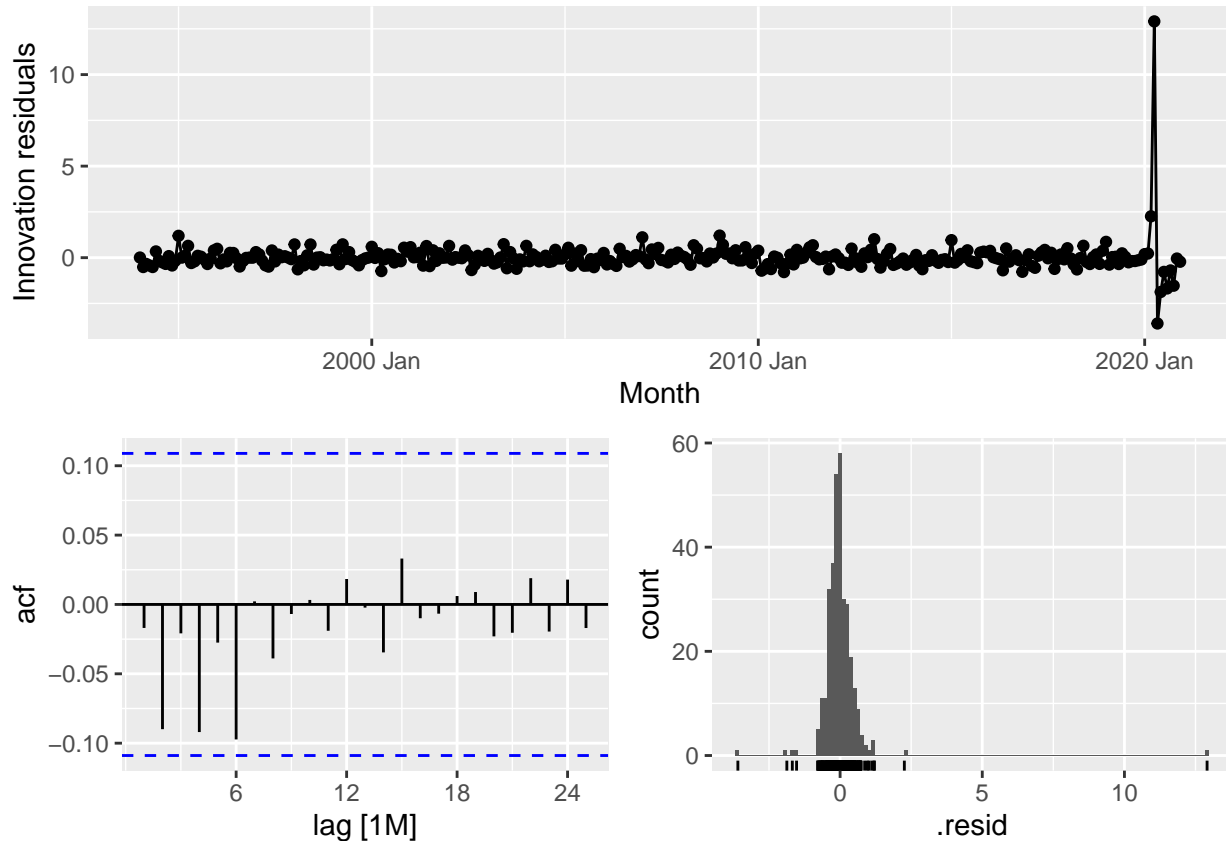 Innovation residuals
10
5
0
2000 Jan
2010 Jan
2020 Jan
Month
acf
0.10
0.05
0.00
−0.05
−0.10
6
12
18
24
lag [1M]
count
60
40
20
0
0
5
10
.resid